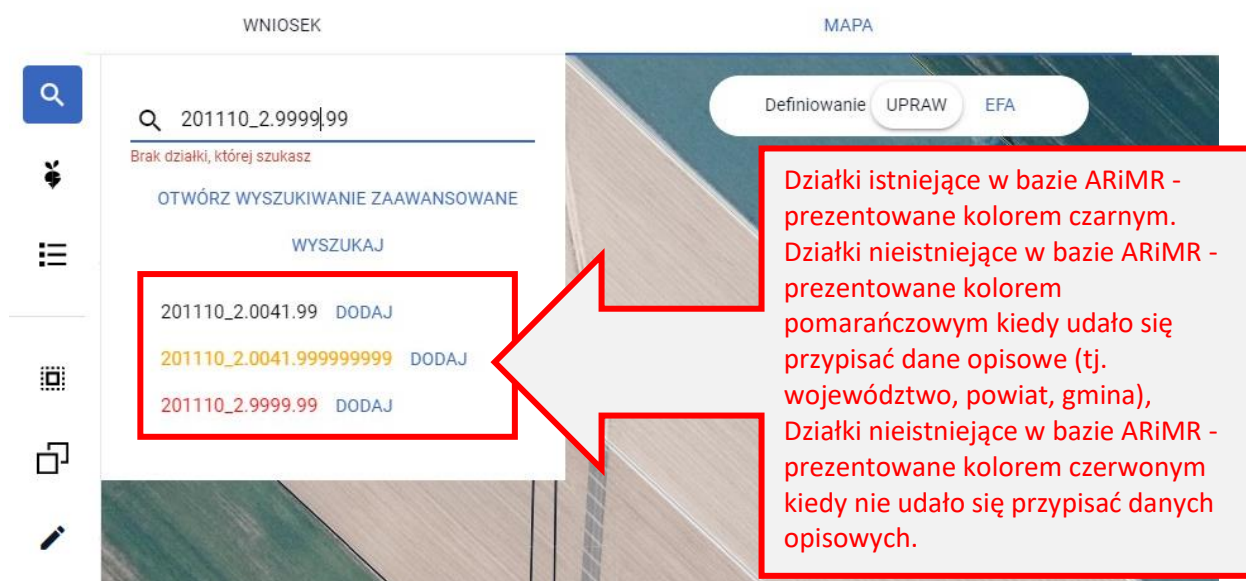 WNIOSEK
MAPA
201110_2.9999.99
Brak działki, której szukasz
OTWÓRZ WYSZUKIWANIE ZAAWANSOWANE
WYSZUKAJ
201110_2.0041.99 DODAJ
201110_2.0041.999999999 DODAJ
201110_2.9999.99 DODAJ
Definiowanie UPRAW EFA
Działki istniejące w bazie ARiMR -
prezentowane kolorem czarnym.
Działki nieistniejące w bazie ARiMR -
prezentowane kolorem
pomarańczowym kiedy udało się
przypisać dane opisowe (tj.
województwo, powiat, gmina),
Działki nieistniejące w bazie ARiMR -
prezentowane kolorem czerwonym
kiedy nie udało się przypisać danych
opisowych.